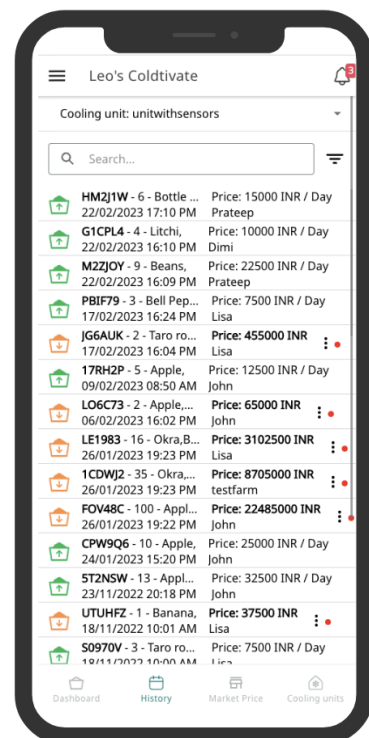 Leo's Coldtivate
3
Cooling unit: unitwithsensors
Search...
HM2J1W - 6 - Bottle ... Price: 15000 INR / Day
22/02/2023 17:10 PM Prateep
G1CPL4 - 4 - Litchi, Price: 10000 INR / Day
22/02/2023 16:10 PM Dimi
M2ZJOY - 9 - Beans, Price: 22500 INR / Day
22/02/2023 16:09 PM Prateep
PBIF79 - 3 - Bell Pep... Price: 7500 INR / Day
17/02/2023 16:24 PM Lisa
JG6AUK - 2 - Taro ro... Price: 455000 INR
17/02/2023 16:04 PM Lisa
17RH2P - 5 - Apple, Price: 12500 INR / Day
09/02/2023 08:50 AM John
LO6C73 - 2 - Apple,... Price: 65000 INR
06/02/2023 16:02 PM John
LE1983 - 16 - Okra,B... Price: 3102500 INR
26/01/2023 19:23 PM Lisa
1CDWJ2 - 35 - Okra,... Price: 8705000 INR
26/01/2023 19:23 PM testfarm
FOV48C - 100 - Appl... Price: 22485000 INR
26/01/2023 19:22 PM John
CPW9Q6 - 10 - Apple, Price: 25000 INR / Day
24/01/2023 15:20 PM John
5T2NSW - 13 - Appl... Price: 32500 INR / Day
23/11/2022 20:18 PM John
UTUHFZ - 1 - Banana, Price: 37500 INR
18/11/2022 10:01 AM Lisa
S0970V - 3 - Taro ro... Price: 7500 INR / Day
18/11/2022 10:00 AM Lisa
Dashboard History Market Price Cooling units